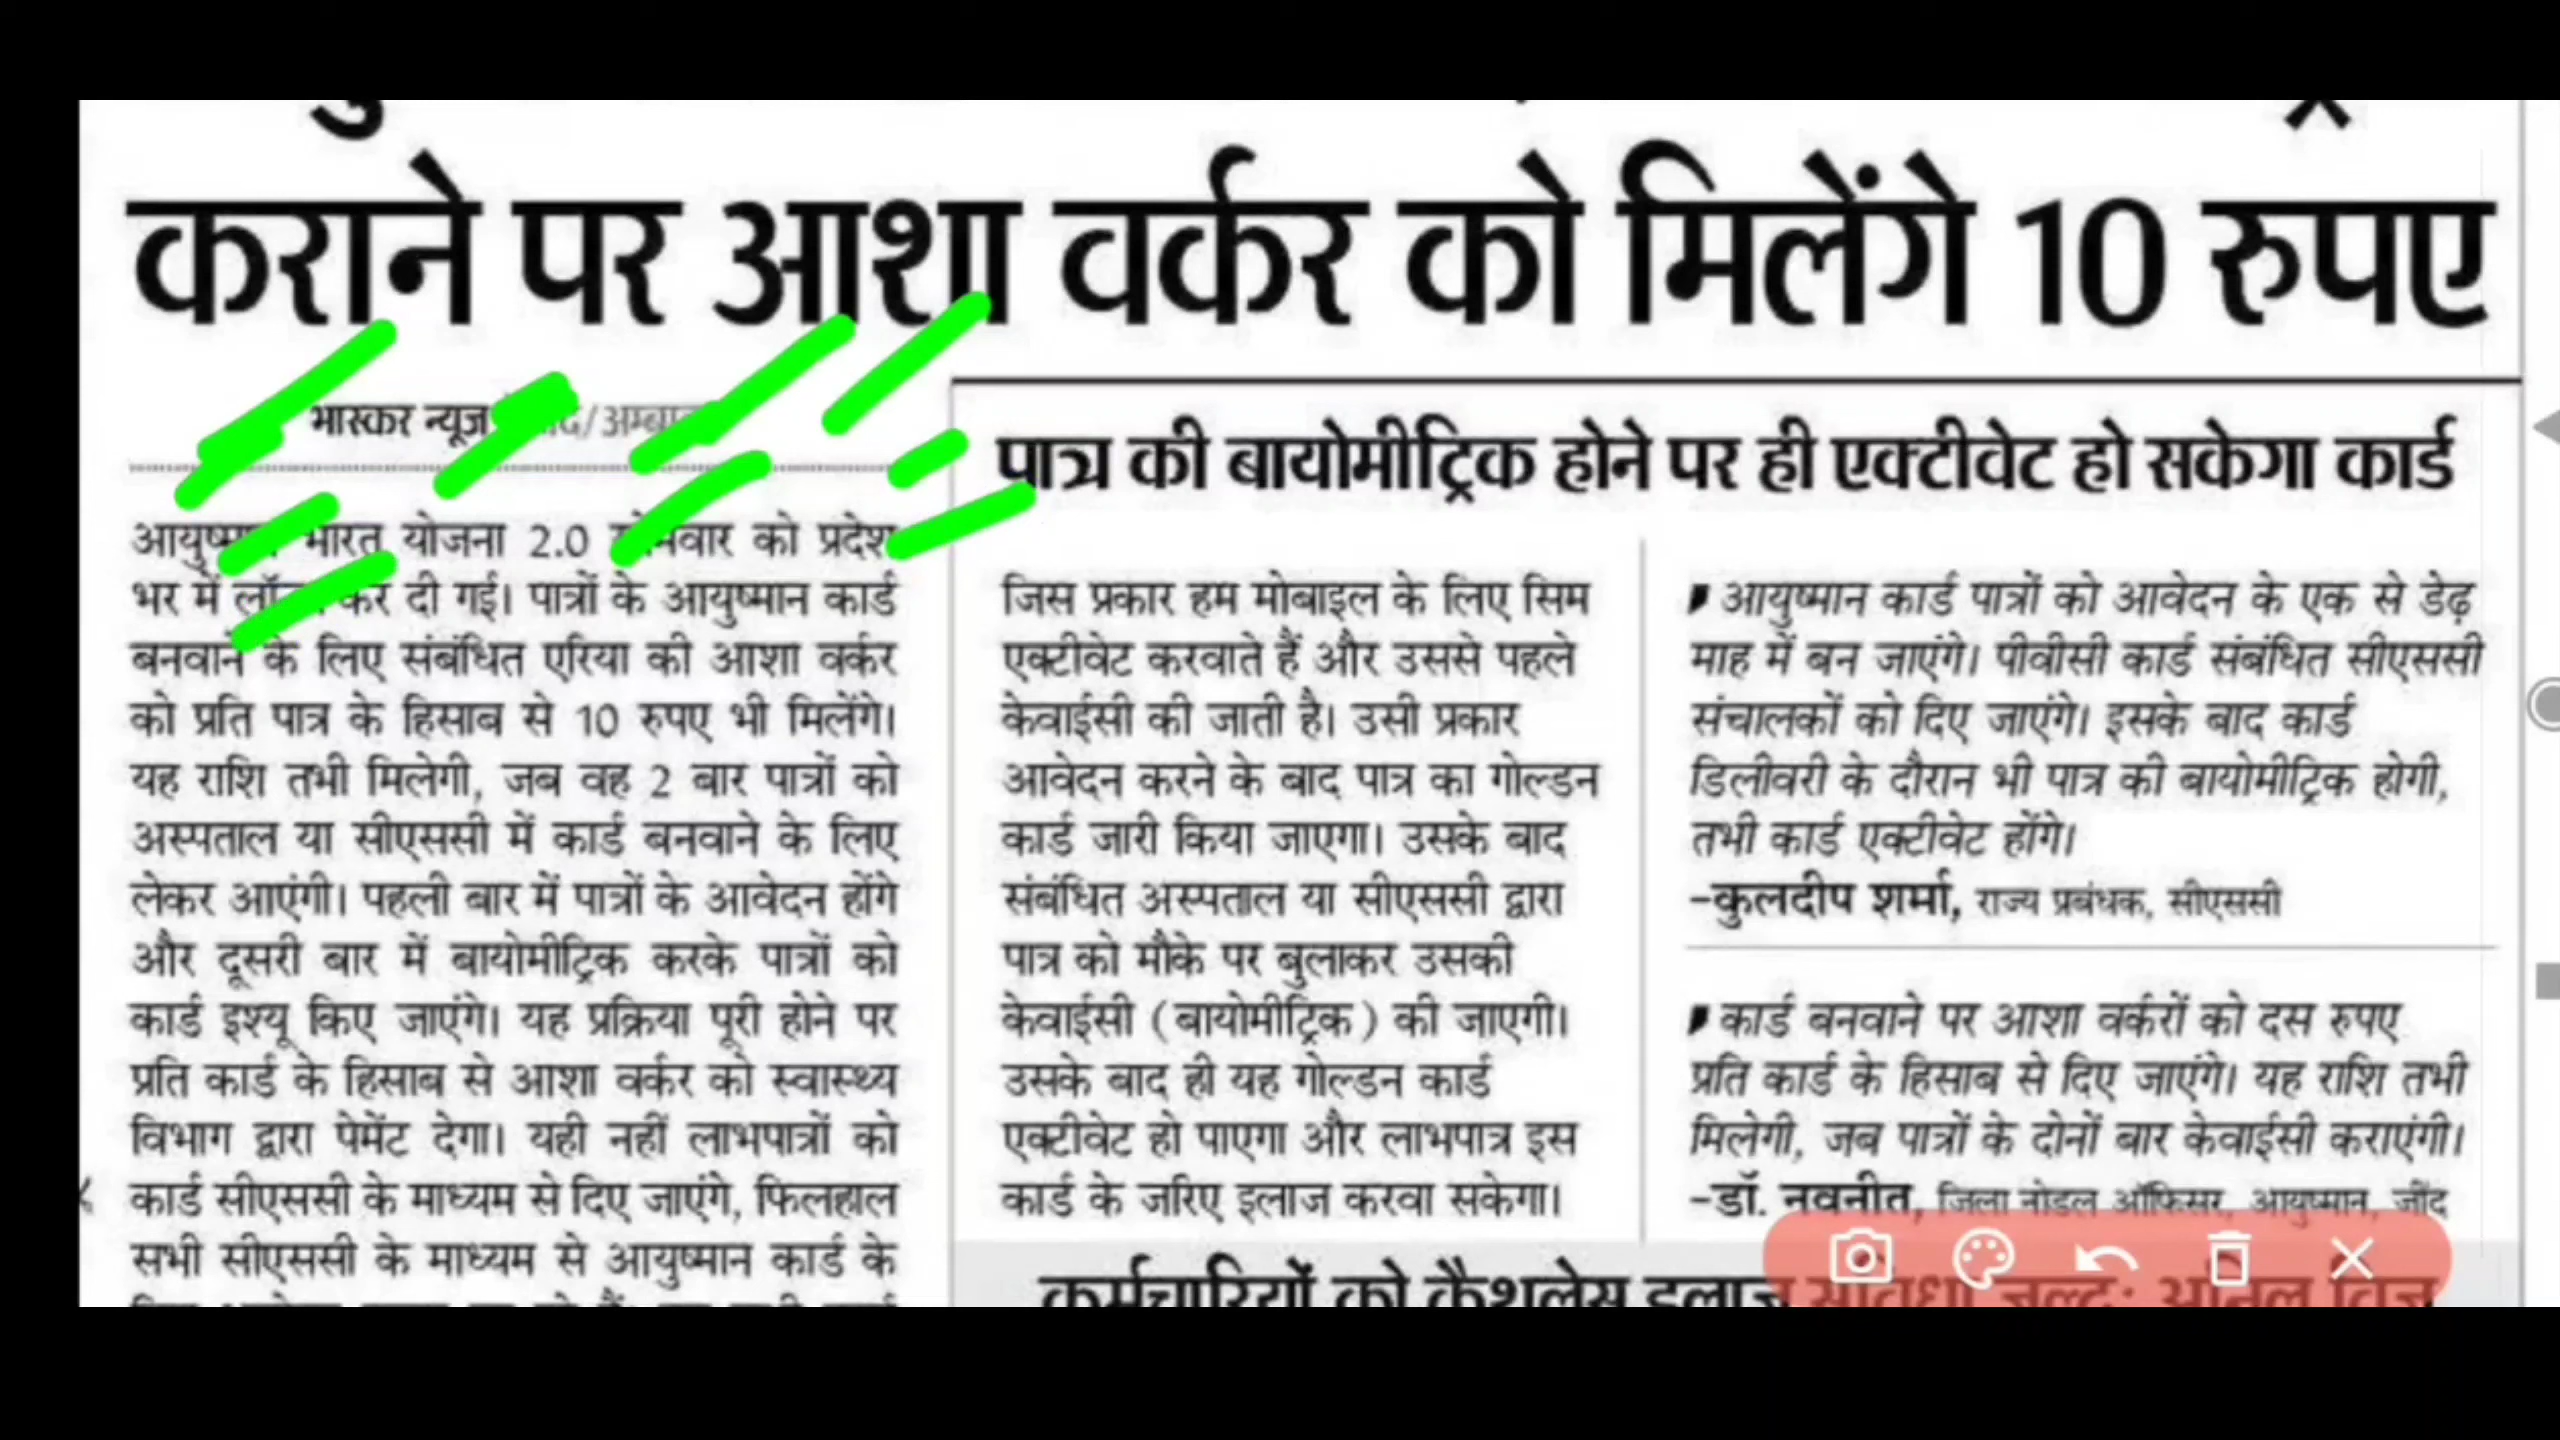 कराने पर आशा वर्कर को मिलेंगे 10 रुपए
भास्कर न्यूज
भारत योजना 2.0 को प्रदेश
भर में कर दी गई। पात्रों के आयुष्मान कार्ड
बनवाने के लिए संबंधित एरिया की आशा वर्कर
को प्रति पात्र के हिसाब से 10 रुपए भी मिलेंगे।
यह राशि तभी मिलेगी, जब वह 2 बार पात्रों को
अस्पताल या सीएससी में कार्ड बनवाने के लिए
लेकर आएंगी। पहली बार में पात्रों के आवेदन होंगे
और दूसरी बार में बायोमीट्रिक करके पात्रों को
कार्ड इश्यू किए जाएंगे। यह प्रक्रिया पूरी होने पर
प्रति कार्ड के हिसाब से आशा वर्कर को स्वास्थ्य
विभाग द्वारा पेमेंट देगा। यही नहीं लाभपात्रों को
कार्ड सीएससी के माध्यम से दिए जाएंगे, फिलहाल
सभी सीएससी के माध्यम से आयुष्मान कार्ड के
पात्र की बायोमीट्रिक होने पर ही एक्टीवेट हो सकेगा कार्ड
जिस प्रकार हम मोबाइल के लिए सिम
एक्टीवेट करवाते हैं और उससे पहले
केवाईसी की जाती है। उसी प्रकार
आवेदन करने के बाद पात्र का गोल्डन
कार्ड जारी किया जाएगा। उसके बाद
संबंधित अस्पताल या सीएससी द्वारा
पात्र को मौके पर बुलाकर उसकी
केवाईसी (बायोमीट्रिक) की जाएगी।
उसके बाद ही यह गोल्डन कार्ड
एक्टीवेट हो पाएगा और लाभपात्र इस
कार्ड के जरिए इलाज करवा सकेगा।
आयुष्मान कार्ड पात्रों को आवेदन के एक से डेढ़
माह में बन जाएंगे। पीवीसी कार्ड संबंधित सीएससी
संचालकों को दिए जाएंगे। इसके बाद कार्ड
डिलीवरी के दौरान भी पात्र की बायोमीट्रिक होगी,
तभी कार्ड एक्टीवेट होंगे।
-कुलदीप शर्मा, राज्य प्रबंधक, सीएससी
कार्ड बनवाने पर आशा वर्करों को दस रुपए
प्रति कार्ड के हिसाब से दिए जाएंगे। यह राशि तभी
मिलेगी, जब पात्रों के दोनों बार केवाईसी कराएंगी।
-डॉ. नवनीत, जिला नोडल ऑफिसर, आयुष्मान, जींद
कर्मचारियों को कैशलेस इलाज सुविधा जल्द: अनिल विज